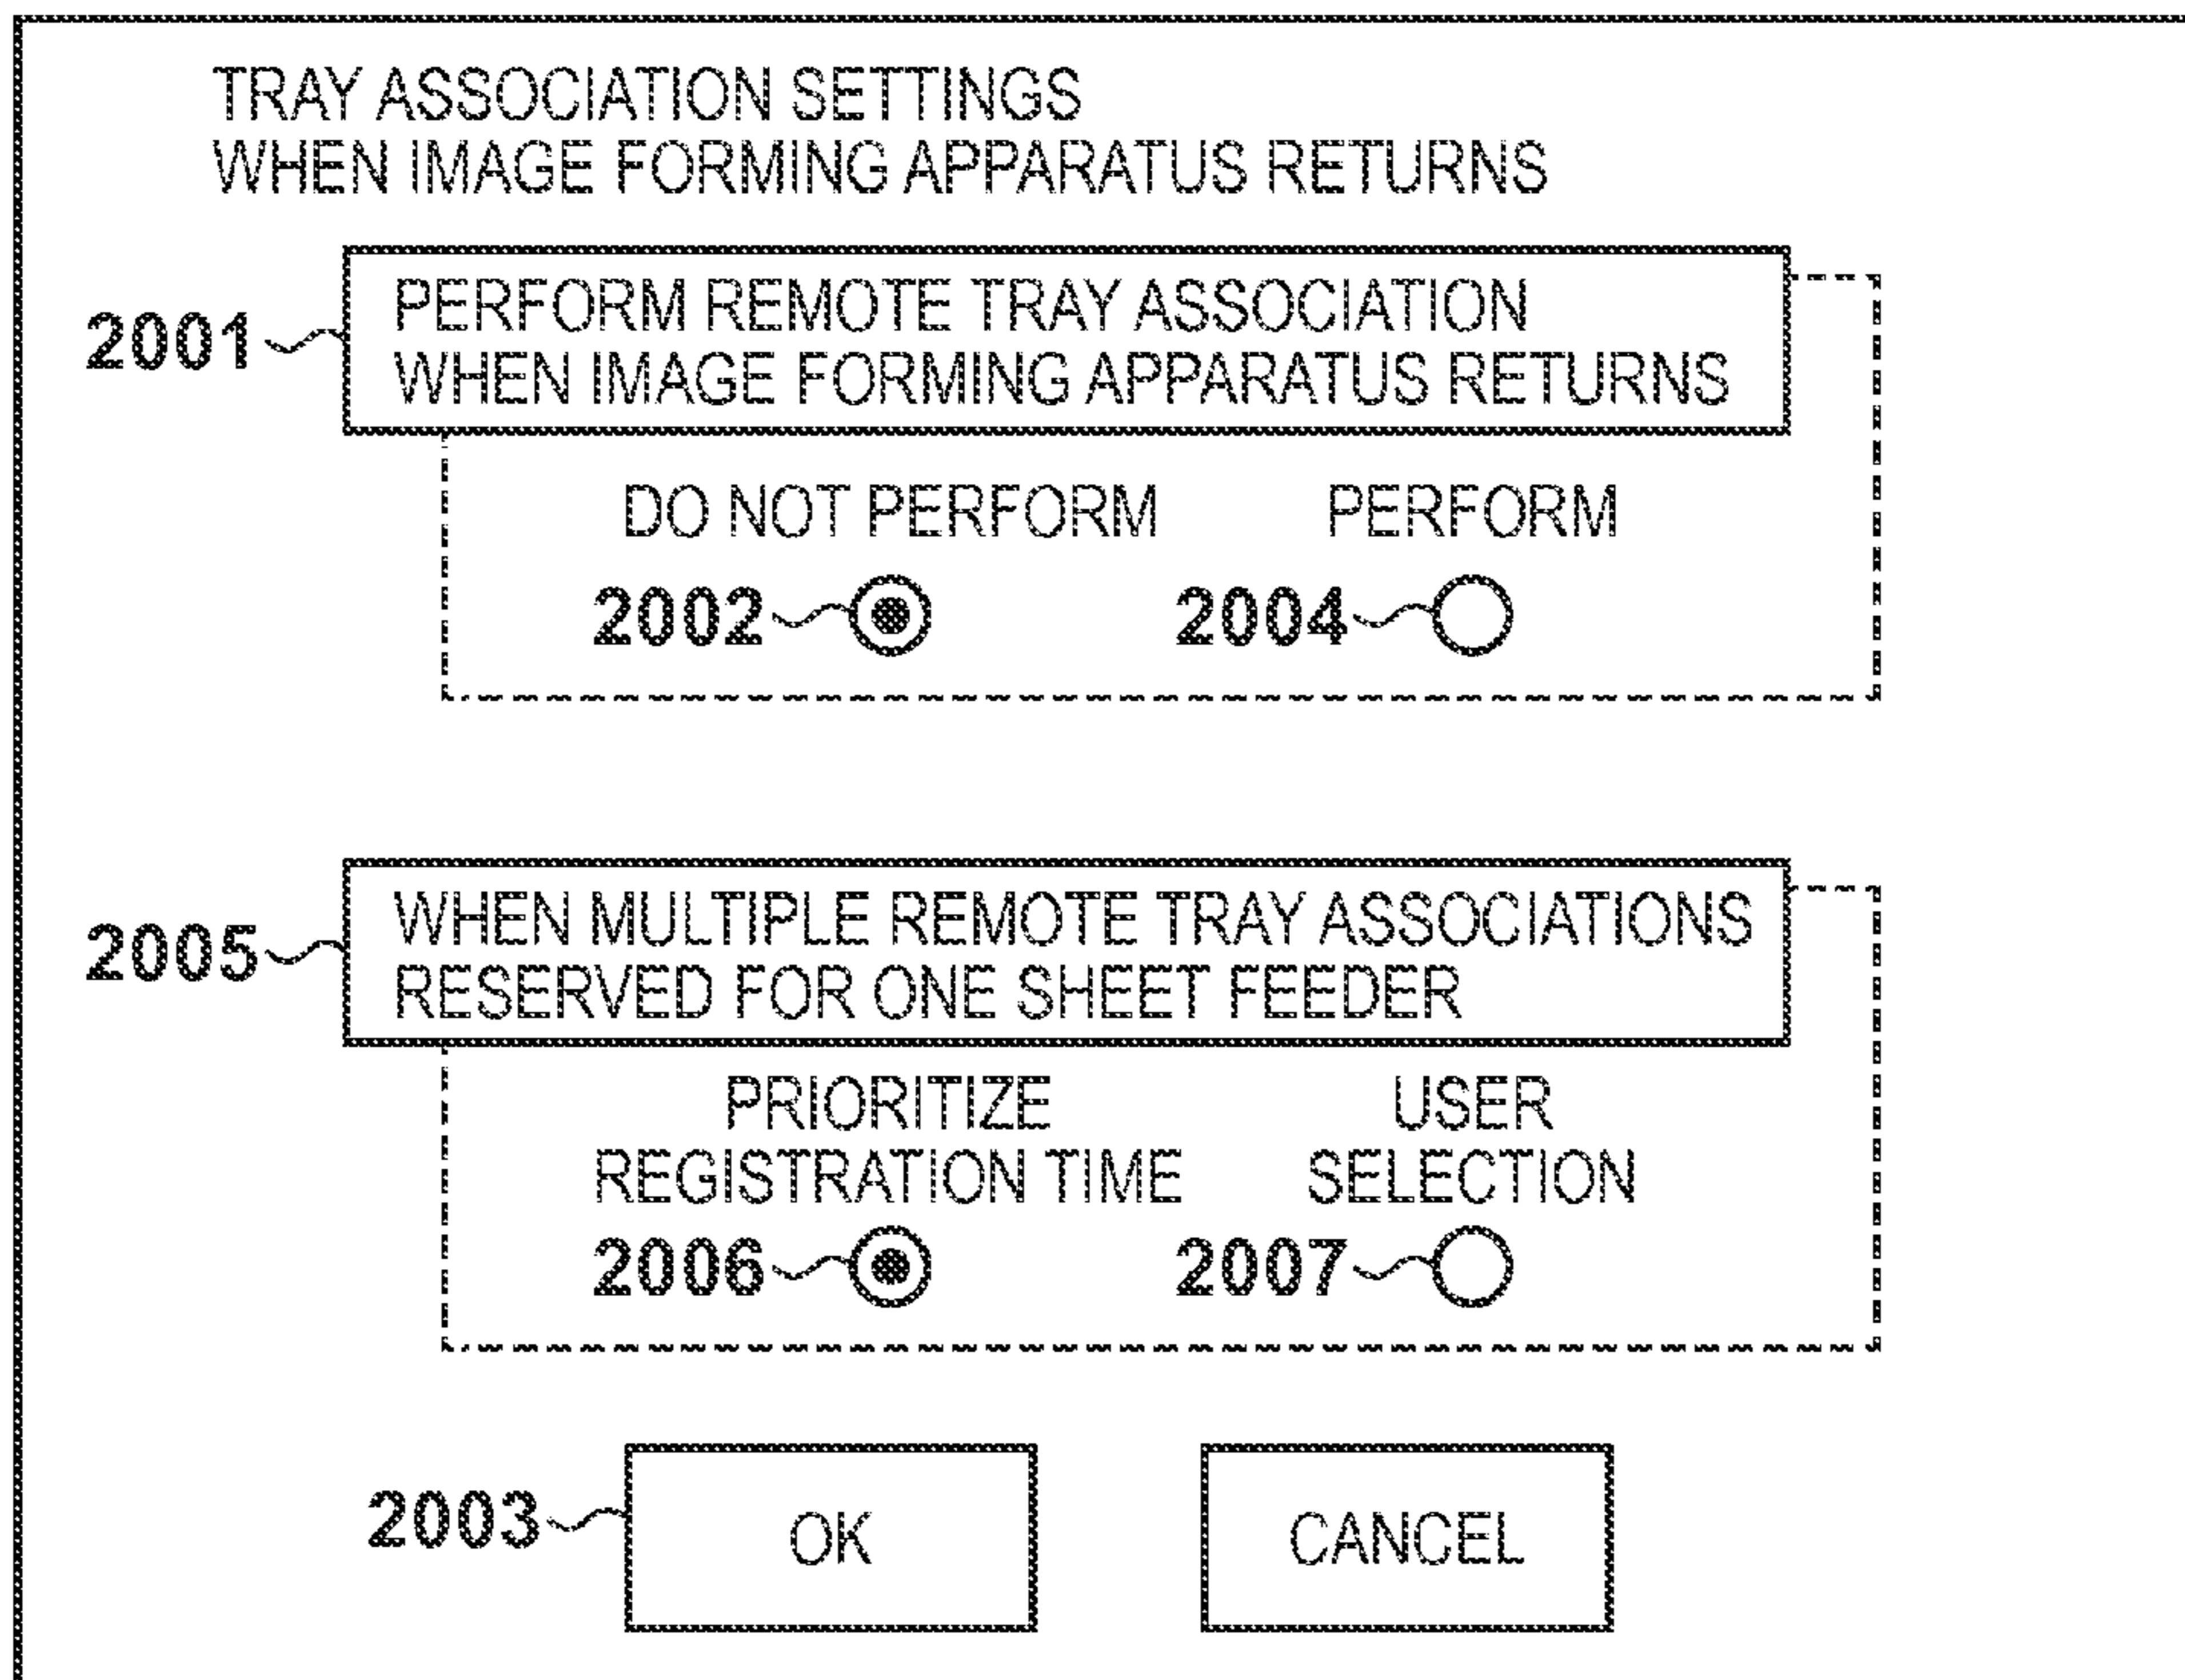 TRAY ASSOCIATION SETTINGS
WHEN IMAGE FORMING APPARATUS RETURNS
2001
PERFORM REMOTE TRAY ASSOCIATION
WHEN IMAGE FORMING APPARATUS RETURNS
DO NOT PERFORM PERFORM
2002 2004
2005
WHEN MULTIPLE REMOTE TRAY ASSOCIATIONS
RESERVED FOR ONE SHEET FEEDER
PRIORITIZE USER
REGISTRATION TIME SELECTION
2006 2007
2003 OK CANCEL